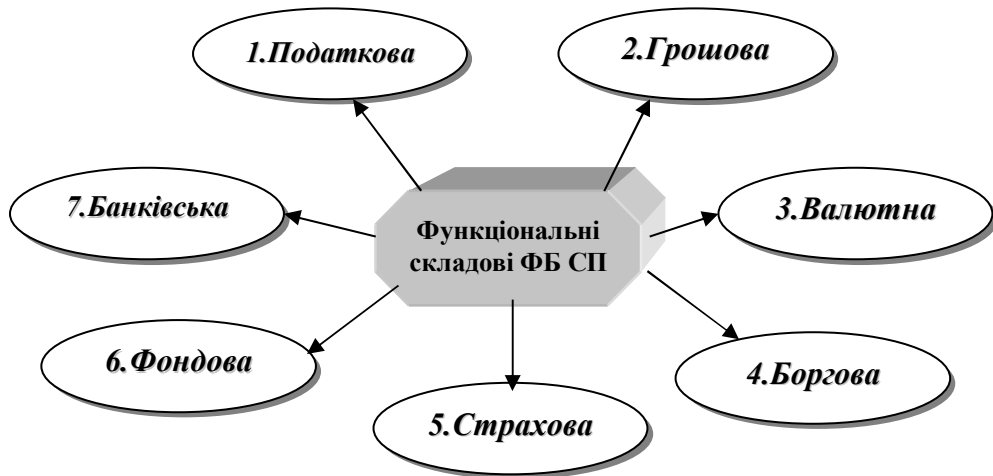 1.Податкова
2.Грошова
7.Банківська
3.Валютна
Функціональні
складові ФБ СП
6.Фондова
4.Боргова
5.Страхова